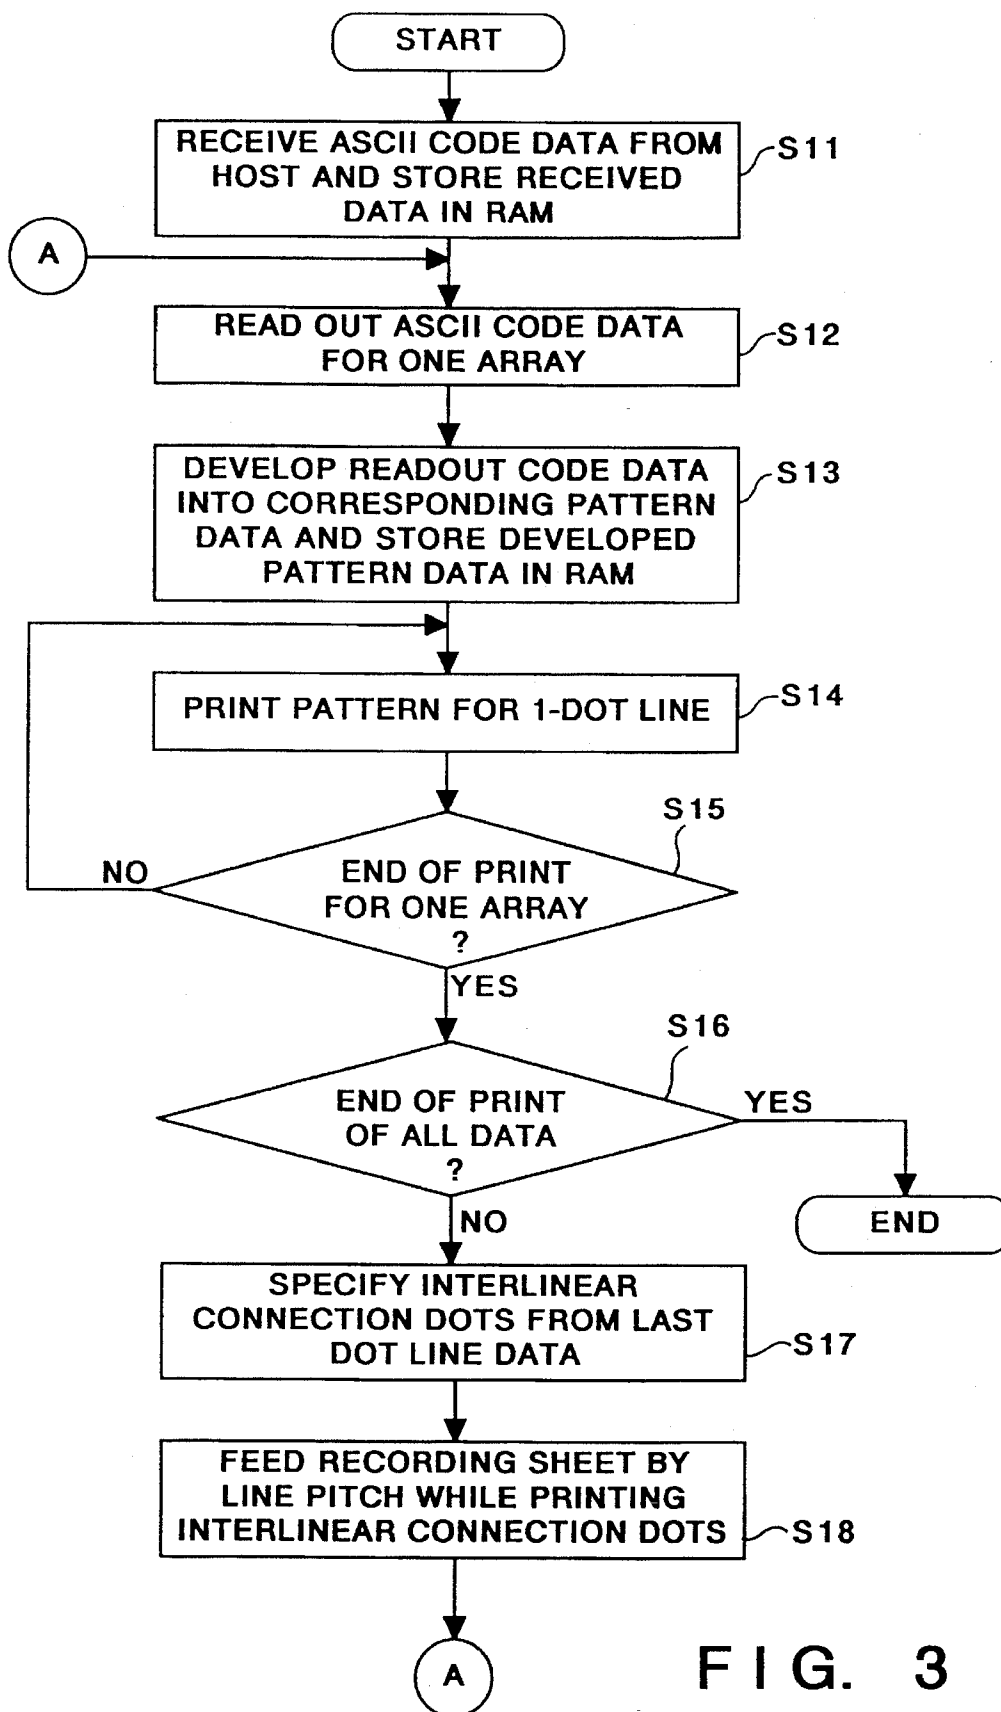 START
RECEIVE ASCII CODE DATA FROM
HOST AND STORE RECEIVED
DATA IN RAM
S11
A
READ OUT ASCII CODE DATA
FOR ONE ARRAY
S12
DEVELOP READOUT CODE DATA
INTO CORRESPONDING PATTERN
DATA AND STORE DEVELOPED
PATTERN DATA IN RAM
S13
PRINT PATTERN FOR 1-DOT LINE
S14
S15
NO
END OF PRINT
FOR ONE ARRAY
?
YES
S16
END OF PRINT
OF ALL DATA
?
YES
NO
END
SPECIFY INTERLINEAR
CONNECTION DOTS FROM LAST
DOT LINE DATA
S17
FEED RECORDING SHEET BY
LINE PITCH WHILE PRINTING
INTERLINEAR CONNECTION DOTS
S18
A
FIG. 3